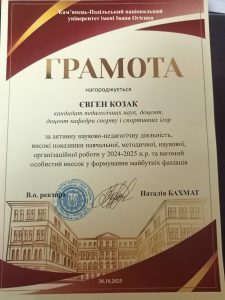 Кам'янець-Подільський національний
університет імені Івана Огієнка
ГРАМОТА
нагороджується
ЄВГЕН КОЗАК
кандидат педагогічних наук, доцент,
доцент кафедри спорту і спортивних ігор
за активну науково-педагогічну діяльність,
високі показники навчальної, методичної, наукової,
організаційної роботи у 2024-2025 н.р. та вагомий
особистий внесок у формування майбутніх фахівців
В.о. ректора
Наталія БАХМАТ
30.10.2025